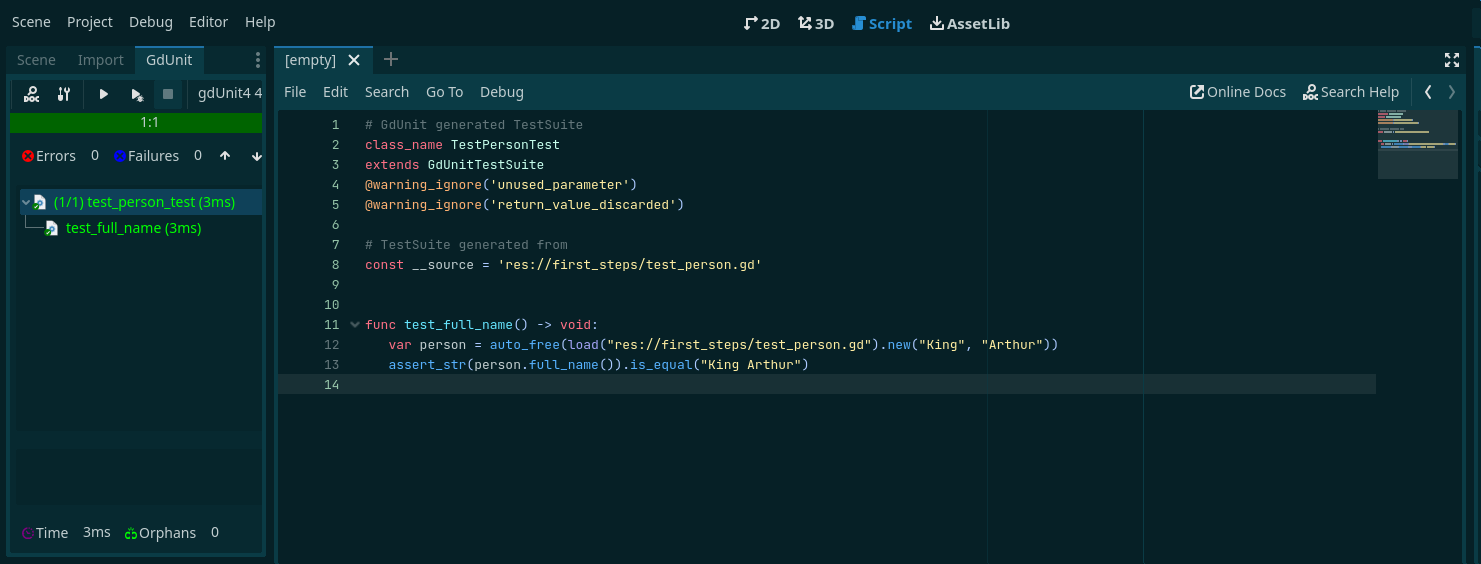 Scene Project Debug Editor Help
2D 3D Script AssetLib
Scene Import GdUnit
[empty]
DOC gdUnit4 4
File Edit Search Go To Debug Online Docs Search Help
1:1
Errors 0 Failures 0
(1/1) test_person_test (3ms)
test_full_name (3ms)
Time 3ms Orphans 0
1 # GdUnit generated TestSuite
2 class_name TestPersonTest
3 extends GdUnitTestSuite
4 @warning_ignore('unused_parameter')
5 @warning_ignore('return_value_discarded')
6
7 # TestSuite generated from
8 const __source = 'res://first_steps/test_person.gd'
9
10
11 func test_full_name() -> void:
12 var person = auto_free(load("res://first_steps/test_person.gd").new("King", "Arthur"))
13 assert_str(person.full_name()).is_equal("King Arthur")
14